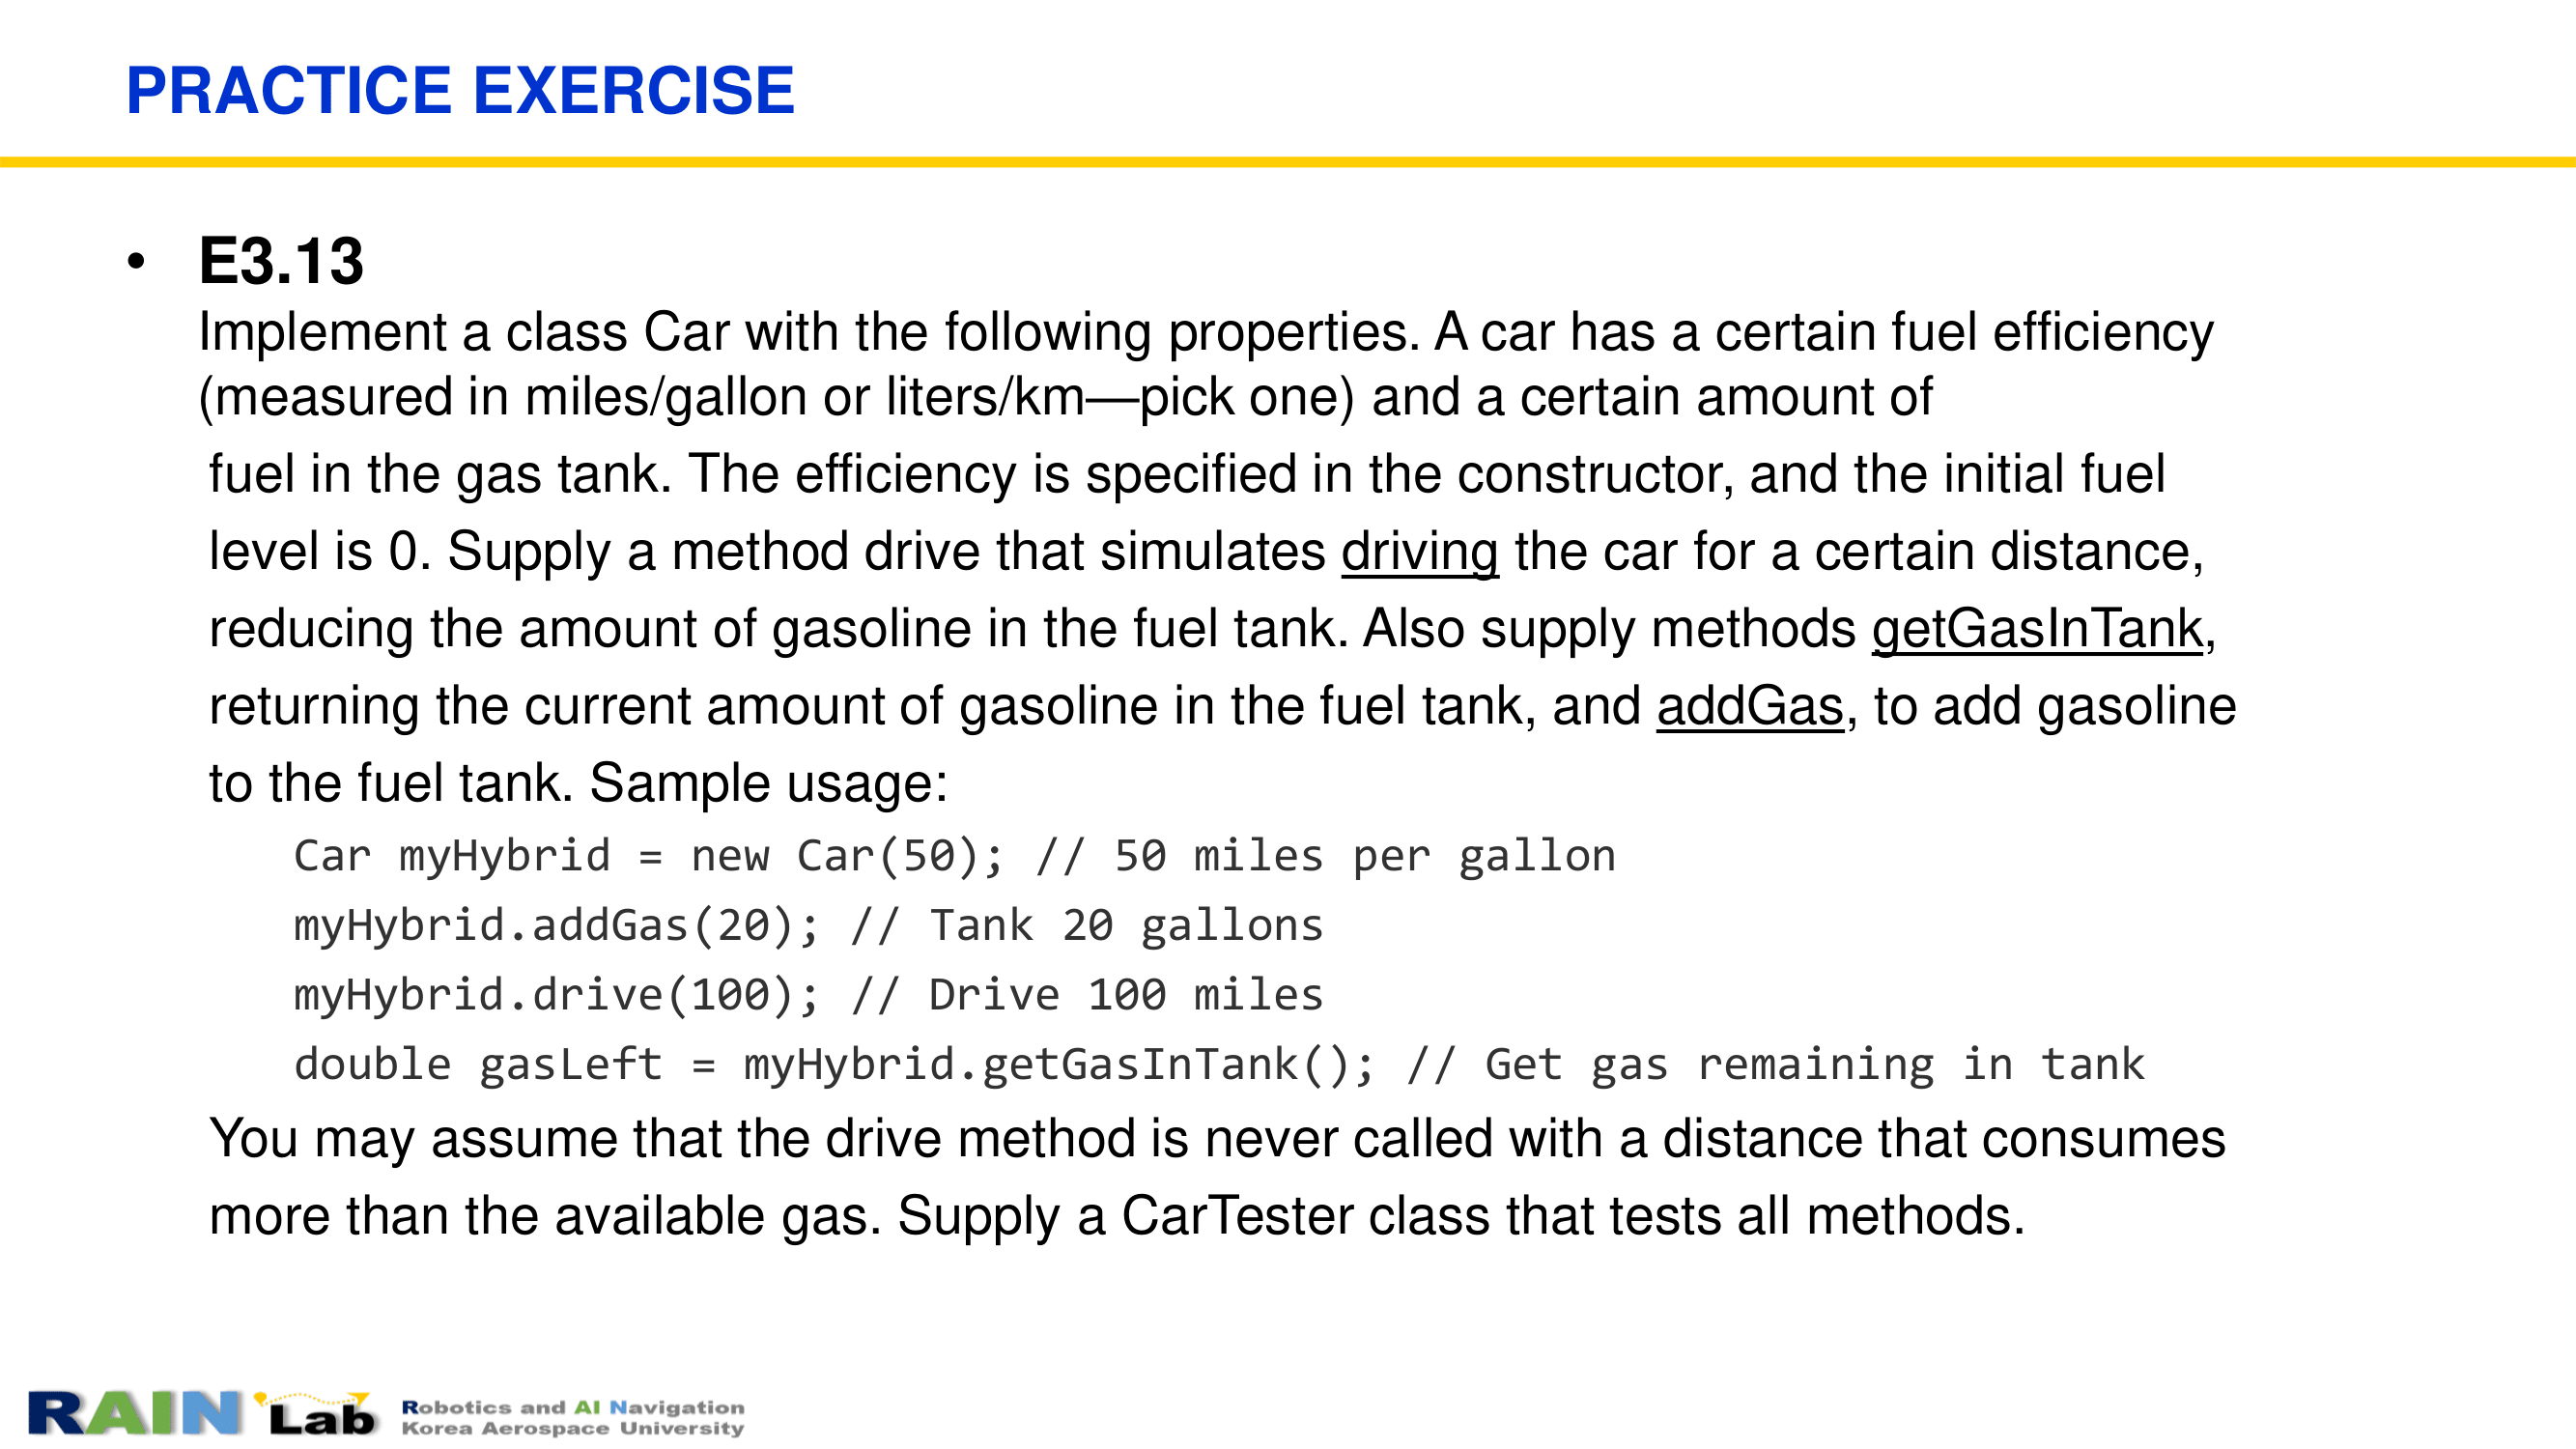 PRACTICE EXERCISE
• E3.13
Implement a class Car with the following properties. A car has a certain fuel efficiency
(measured in miles/gallon or liters/km—pick one) and a certain amount of
fuel in the gas tank. The efficiency is specified in the constructor, and the initial fuel
level is 0. Supply a method drive that simulates driving the car for a certain distance,
reducing the amount of gasoline in the fuel tank. Also supply methods getGasInTank,
returning the current amount of gasoline in the fuel tank, and addGas, to add gasoline
to the fuel tank. Sample usage:
Car myHybrid = new Car(50); // 50 miles per gallon
myHybrid.addGas(20); // Tank 20 gallons
myHybrid.drive(100); // Drive 100 miles
double gasLeft = myHybrid.getGasInTank(); // Get gas remaining in tank
You may assume that the drive method is never called with a distance that consumes
more than the available gas. Supply a CarTester class that tests all methods.
RAIN Lab
Robotics and AI Navigation
Korea Aerospace University